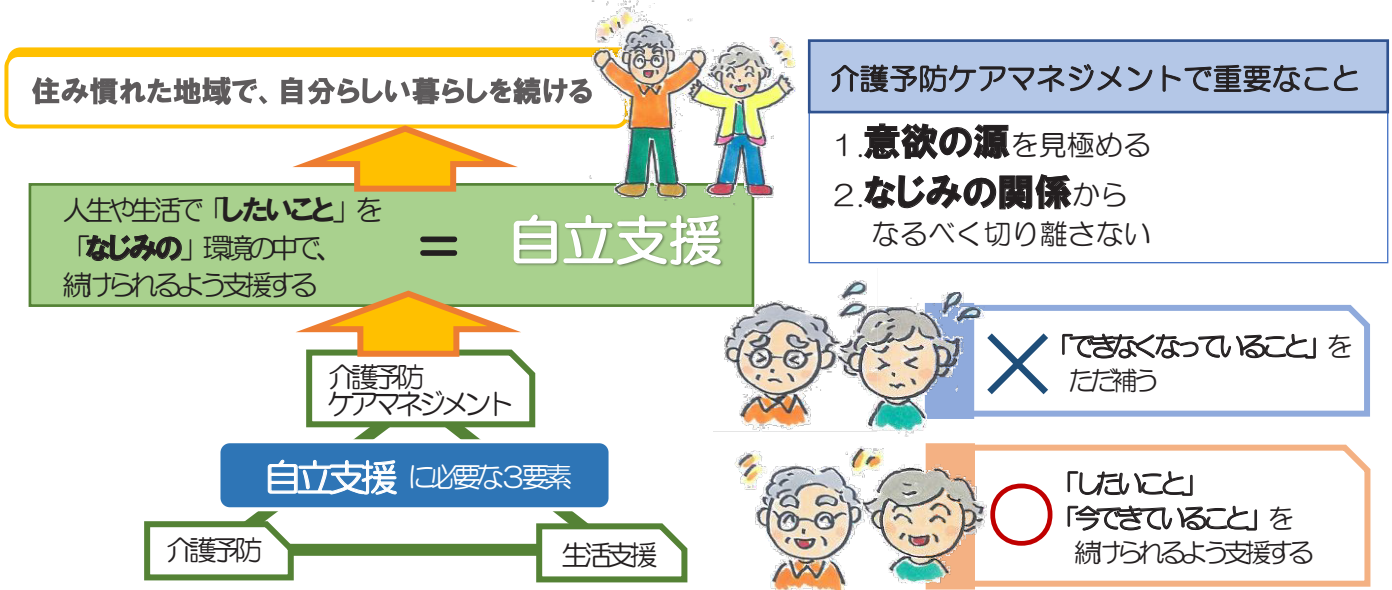 住み慣れた地域で、自分らしい暮らしを続ける
人生や生活で「したいこと」を
「なじみの」環境の中で、
続けられるよう支援する
=
自立支援
介護予防
ケアマネジメント
自立支援 に必要な3要素
介護予防
生活支援
介護予防ケアマネジメントで重要なこと
1.意欲の源を見極める
2.なじみの関係から
なるべく切り離さない
「できなくなっていること」を
ただ補う
「したいこと」
「今できていること」を
続けられるよう支援する